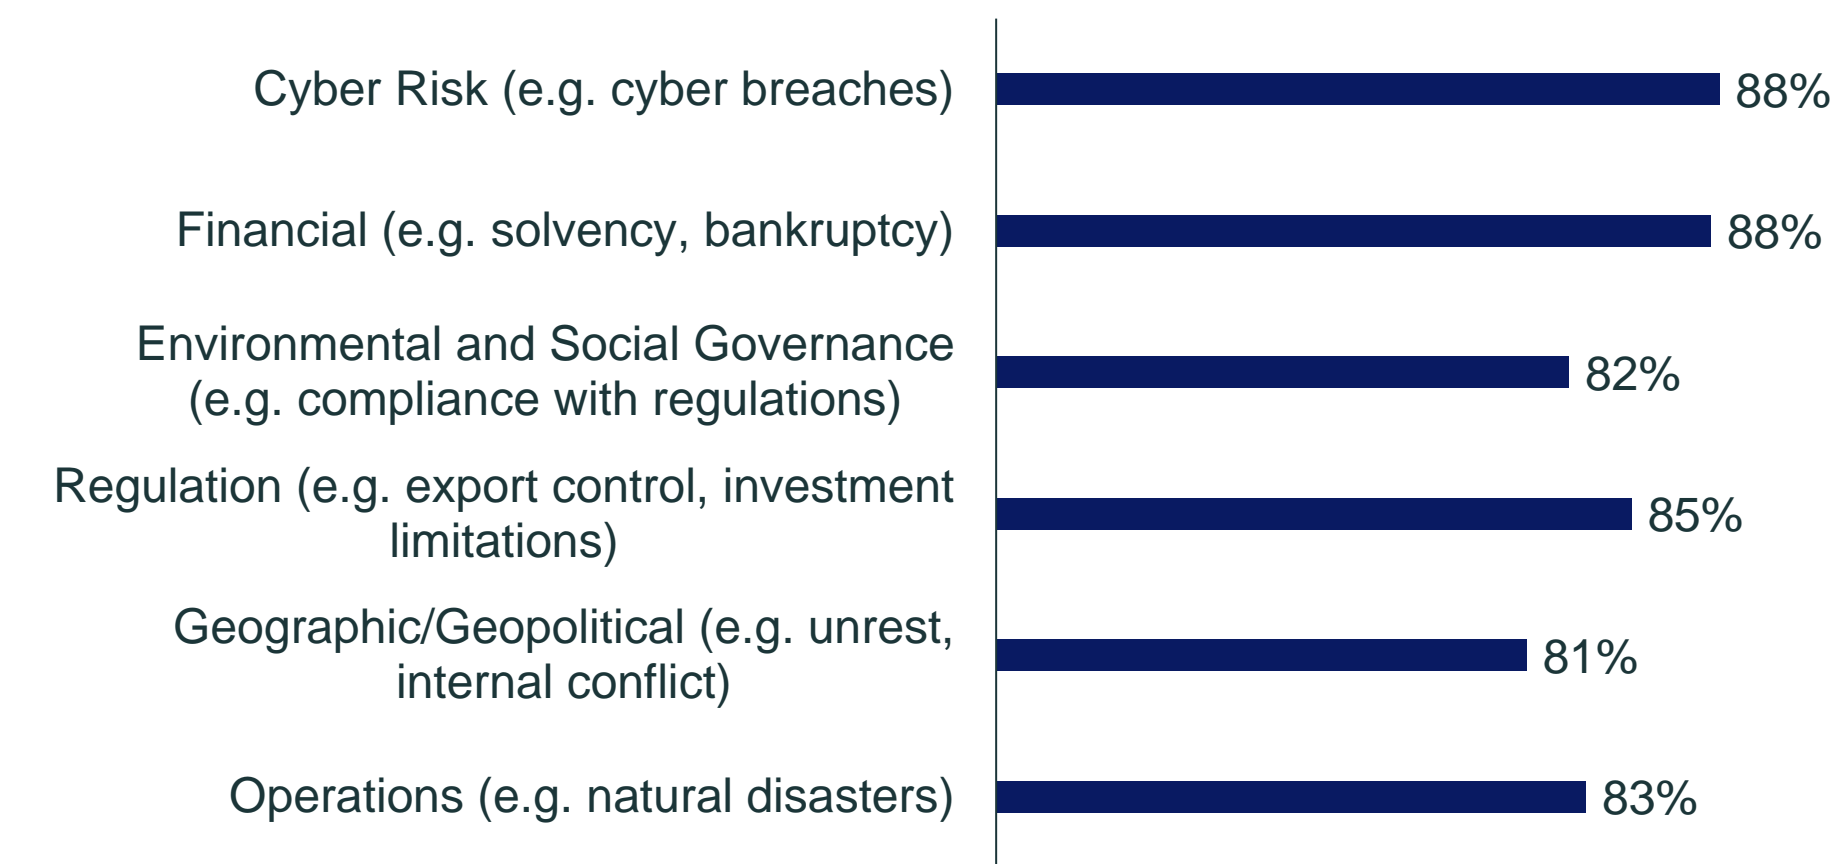 Cyber Risk (e.g. cyber breaches) 88%
Financial (e.g. solvency, bankruptcy) 88%
Environmental and Social Governance
(e.g. compliance with regulations) 82%
Regulation (e.g. export control, investment
limitations) 85%
Geographic/Geopolitical (e.g. unrest,
internal conflict) 81%
Operations (e.g. natural disasters) 83%